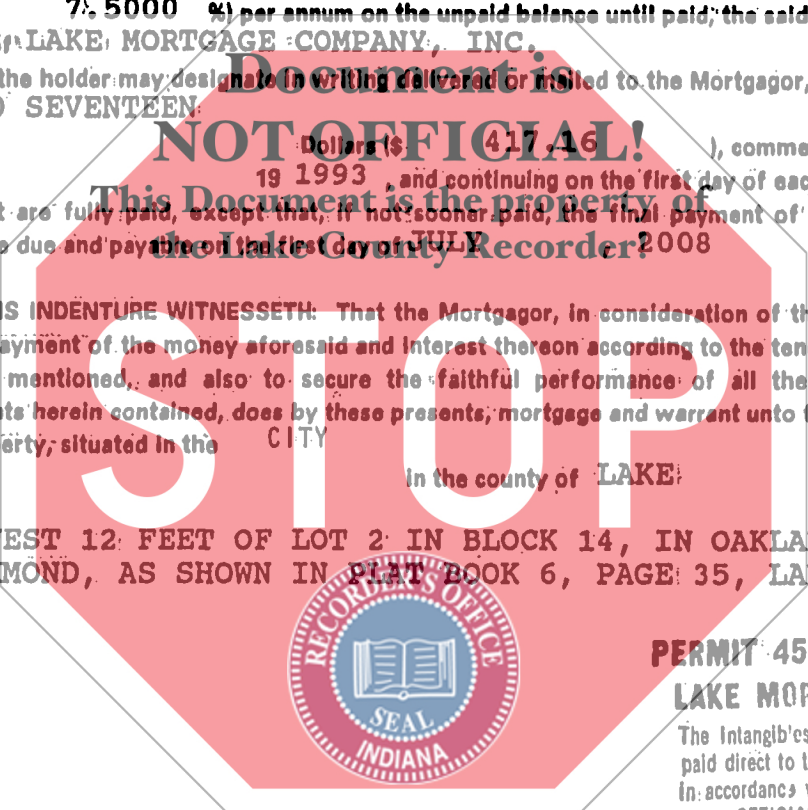 7.5000 %) per annum on the unpaid balance until paid, the said
LAKE MORTGAGE COMPANY, INC.
the holder may designate in writing delivered or mailed to the Mortgagor,
SEVENTEEN
Document is
NOT OFFICIAL!
Dollars ($ 417.16 ), comme
19 1993 , and continuing on the first day of eac
This Document is the property of
t are fully paid, except that, if not sooner paid, the final payment of
e due and payable on the first day of JULY , 2008
the Lake County Recorder!
IS INDENTURE WITNESSETH: That the Mortgagor, in consideration of th
ayment of the money aforesaid and interest thereon according to the ten
mentioned, and also to secure the faithful performance of all the
ts herein contained, does by these presents, mortgage and warrant unto t
erty, situated in the CITY
in the county of LAKE
STOP
EST 12 FEET OF LOT 2 IN BLOCK 14, IN OAKLA
MOND, AS SHOWN IN PLAT BOOK 6, PAGE 35, LA
RECORDER'S OFFICE
SEAL
INDIANA
PERMIT 45
LAKE MOR
The Intangibles
paid direct to t
in accordance